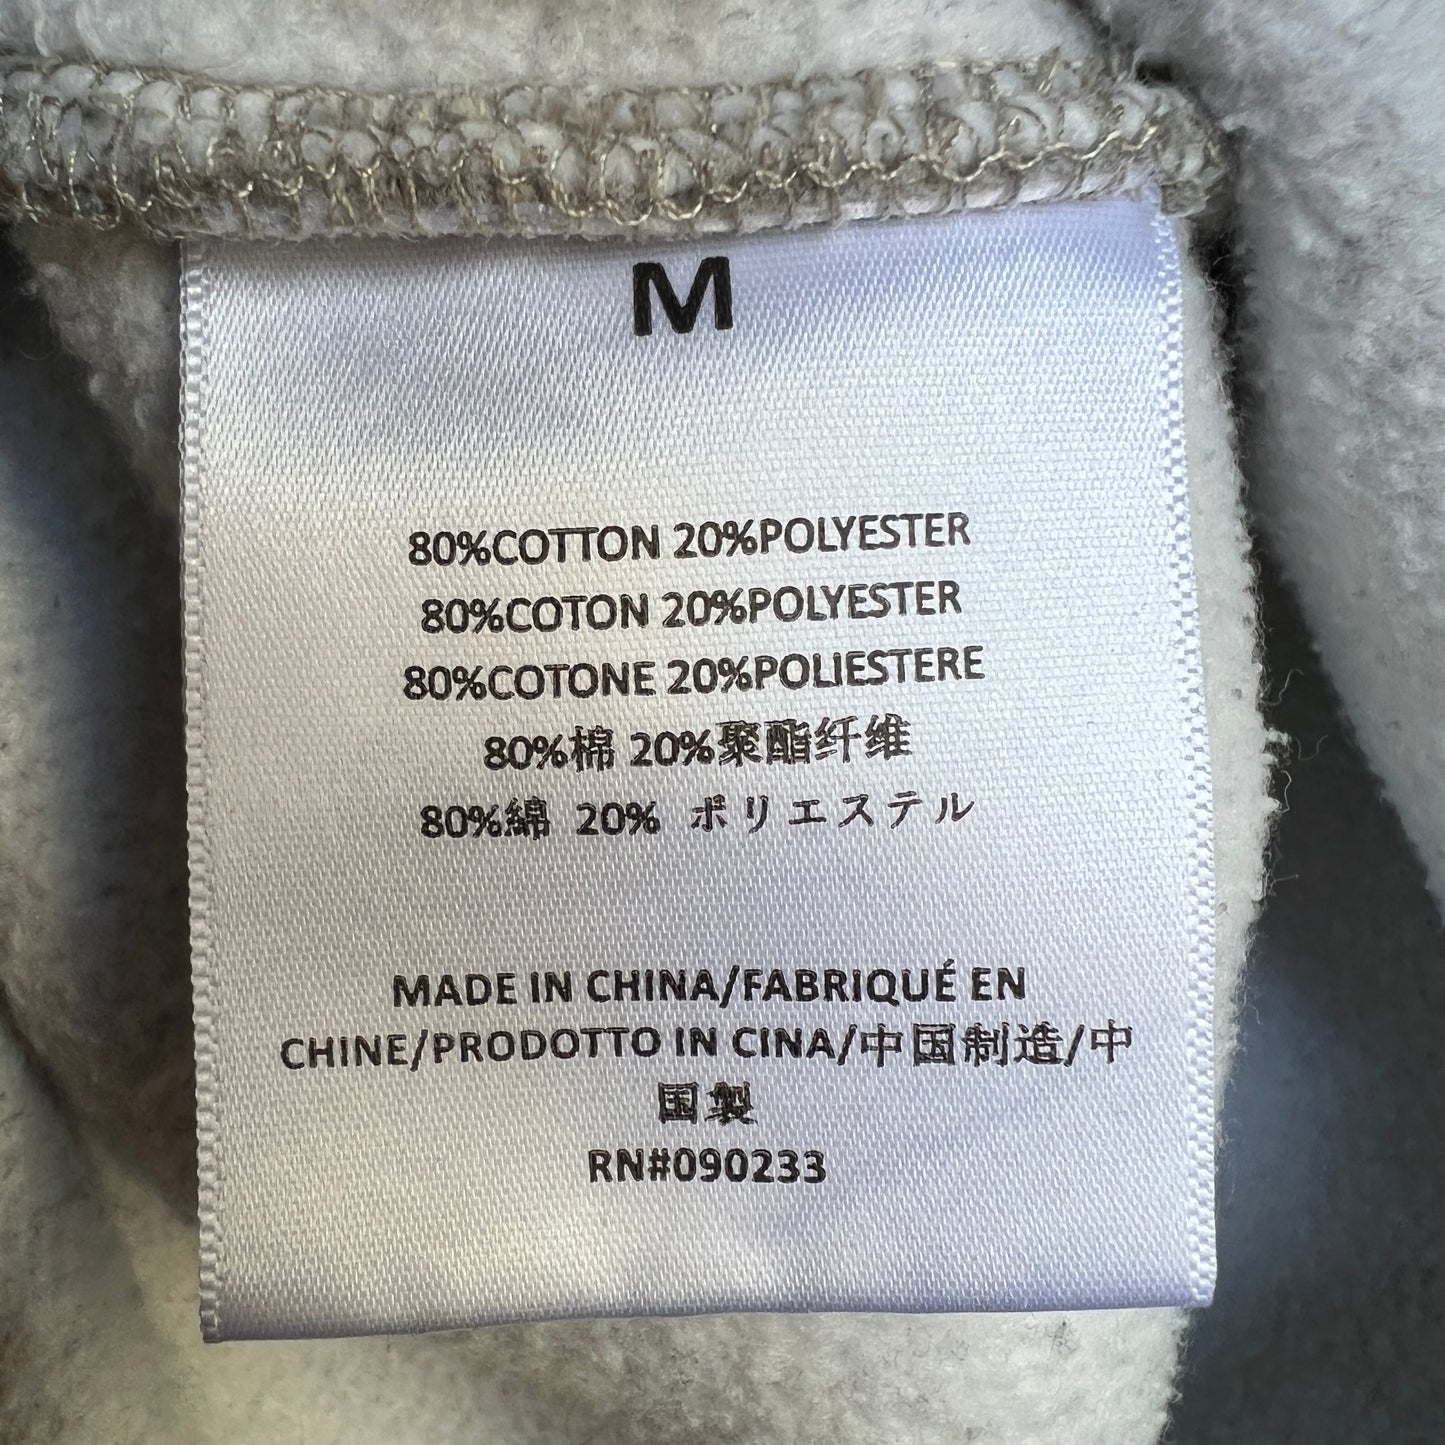 M
80%COTTON 20%POLYESTER
80%COTON 20%POLYESTER
80%COTONE 20%POLIESTERE
80%棉 20%聚酯纤维
80%綿 20% ポリエステル
MADE IN CHINA/FABRIQUÉ EN
CHINE/PRODOTTO IN CINA/中国制造/中
国製
RN#090233